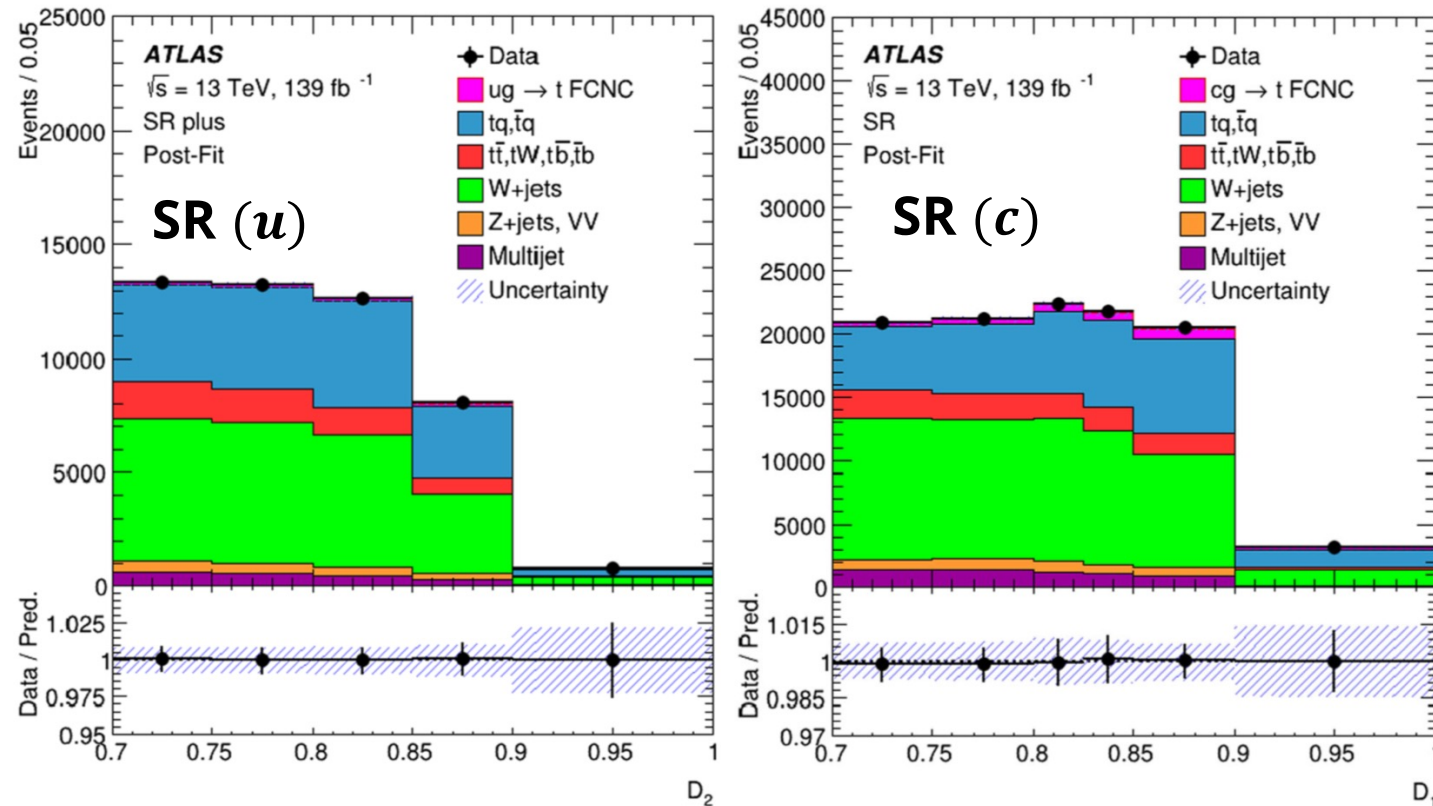 25000
20000
15000
10000
5000
0
Events / 0.05
ATLAS
√s = 13 TeV, 139 fb⁻¹
SR plus
Post-Fit
SR (u)
Data
ug → t FCNC
tq,t̄q
tt̄,tW,tb̄,t̄b
W+jets
Z+jets, VV
Multijet
Uncertainty
1.025
1
0.975
0.95
Data / Pred.
0.7 0.75 0.8 0.85 0.9 0.95 1
D₂
45000
40000
35000
30000
25000
20000
15000
10000
5000
0
Events / 0.05
ATLAS
√s = 13 TeV, 139 fb⁻¹
SR
Post-Fit
SR (c)
Data
cg → t FCNC
tq,t̄q
tt̄,tW,tb̄,t̄b
W+jets
Z+jets, VV
Multijet
Uncertainty
1.015
1
0.985
0.97
Data / Pred.
0.7 0.75 0.8 0.85 0.9 0.95